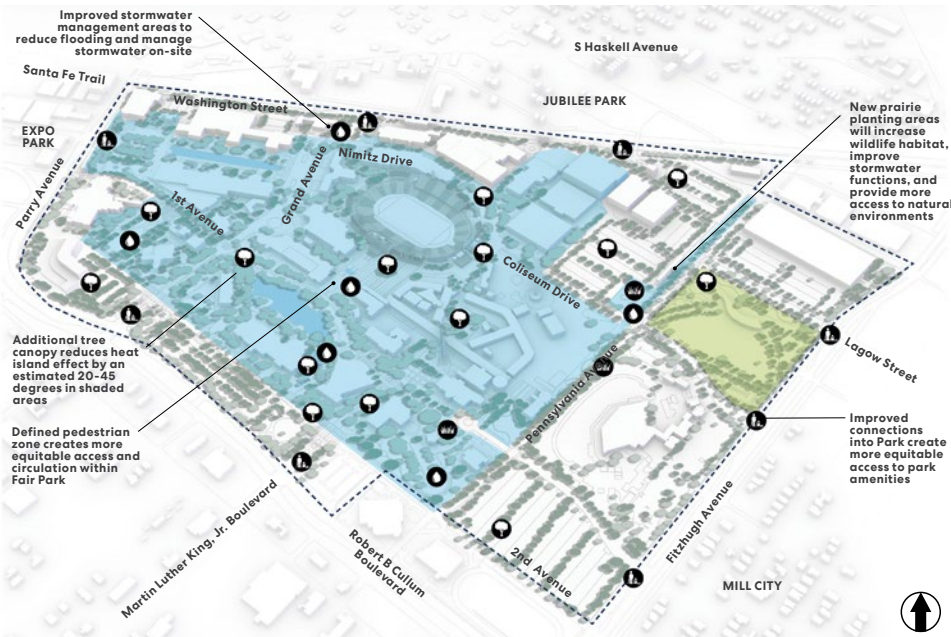 Improved stormwater
management areas to
reduce flooding and manage
stormwater on-site
S Haskell Avenue
Santa Fe Trail
Washington Street
JUBILEE PARK
EXPO
PARK
Nimitz Drive
New prairie
planting areas
will increase
wildlife habitat,
improve
stormwater
functions, and
provide more
access to natural
environments
Parry Avenue
1st Avenue
Grand Avenue
Coliseum Drive
Additional tree
canopy reduces heat
island effect by an
estimated 20-45
degrees in shaded
areas
Pennsylvania Avenue
Lagow Street
Defined pedestrian
zone creates more
equitable access and
circulation within
Fair Park
Improved
connections
into Park create
more equitable
access to park
amenities
Martin Luther King, Jr. Boulevard
Robert B Cullum
Boulevard
2nd Avenue
Fitzhugh Avenue
MILL CITY